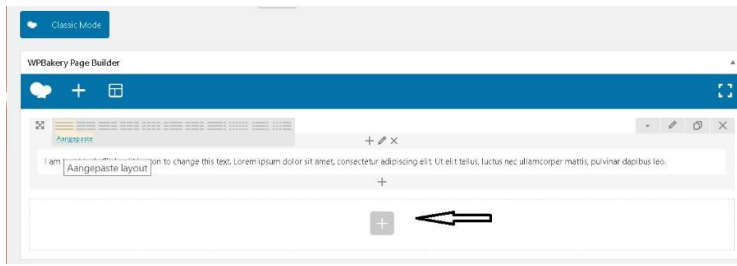 Classic Mode
WPBakery Page Builder
Aangepaste
I am to change this text. Lorem ipsum dolor sit amet, consectetur adipiscing elit. Ut elit tellus, luctus nec ullamcorper mattis, pulvinar dapibus leo.
Aangepaste layout